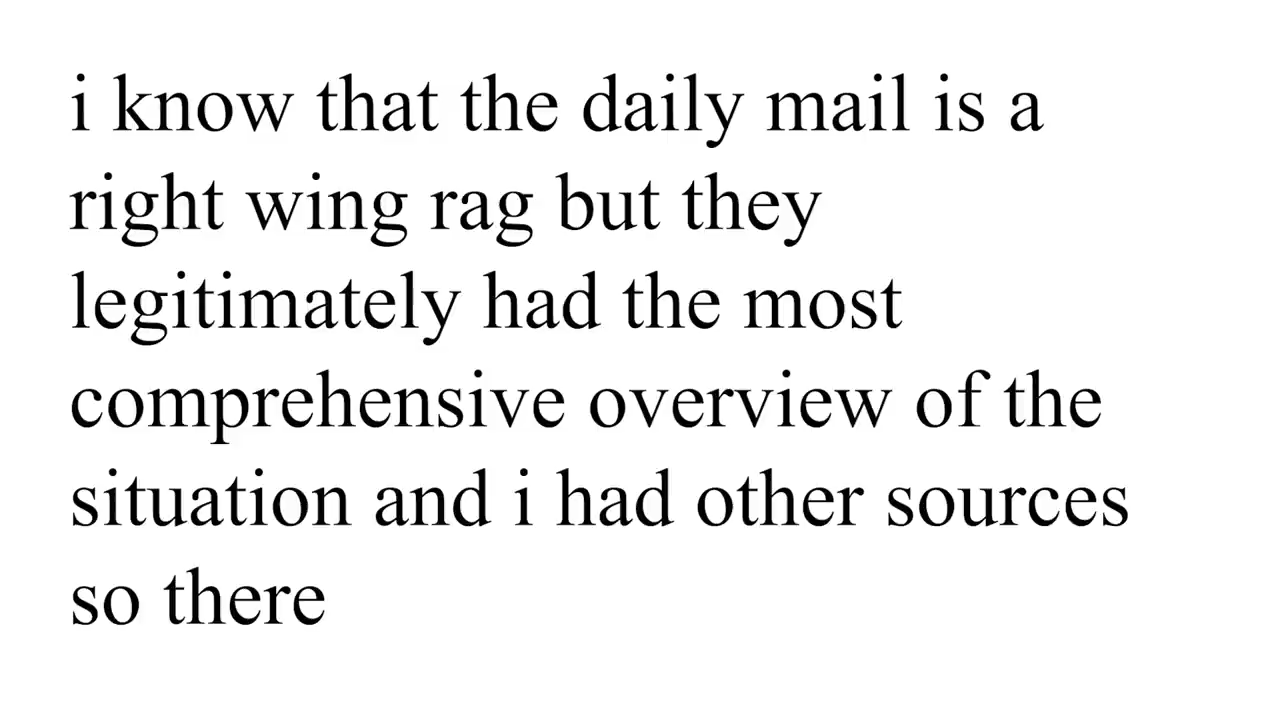 i know that the daily mail is a
right wing rag but they
legitimately had the most
comprehensive overview of the
situation and i had other sources
so there